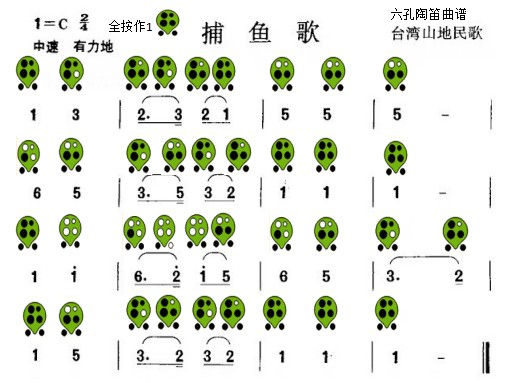 1=C 2/4 全按作1 捕鱼歌 六孔陶笛曲谱
中速 有力地 台湾山地民歌
1 3 | 2. 3 2 1 | 5 5 | 5 - |
6 5 | 3. 5 3 2 | 1 1 | 1 - |
1 i | 6. 2̇ i 5 | 6 5 | 3. 2 |
1 5 | 3. 2 3 2 | 1 1 | 1 - ‖